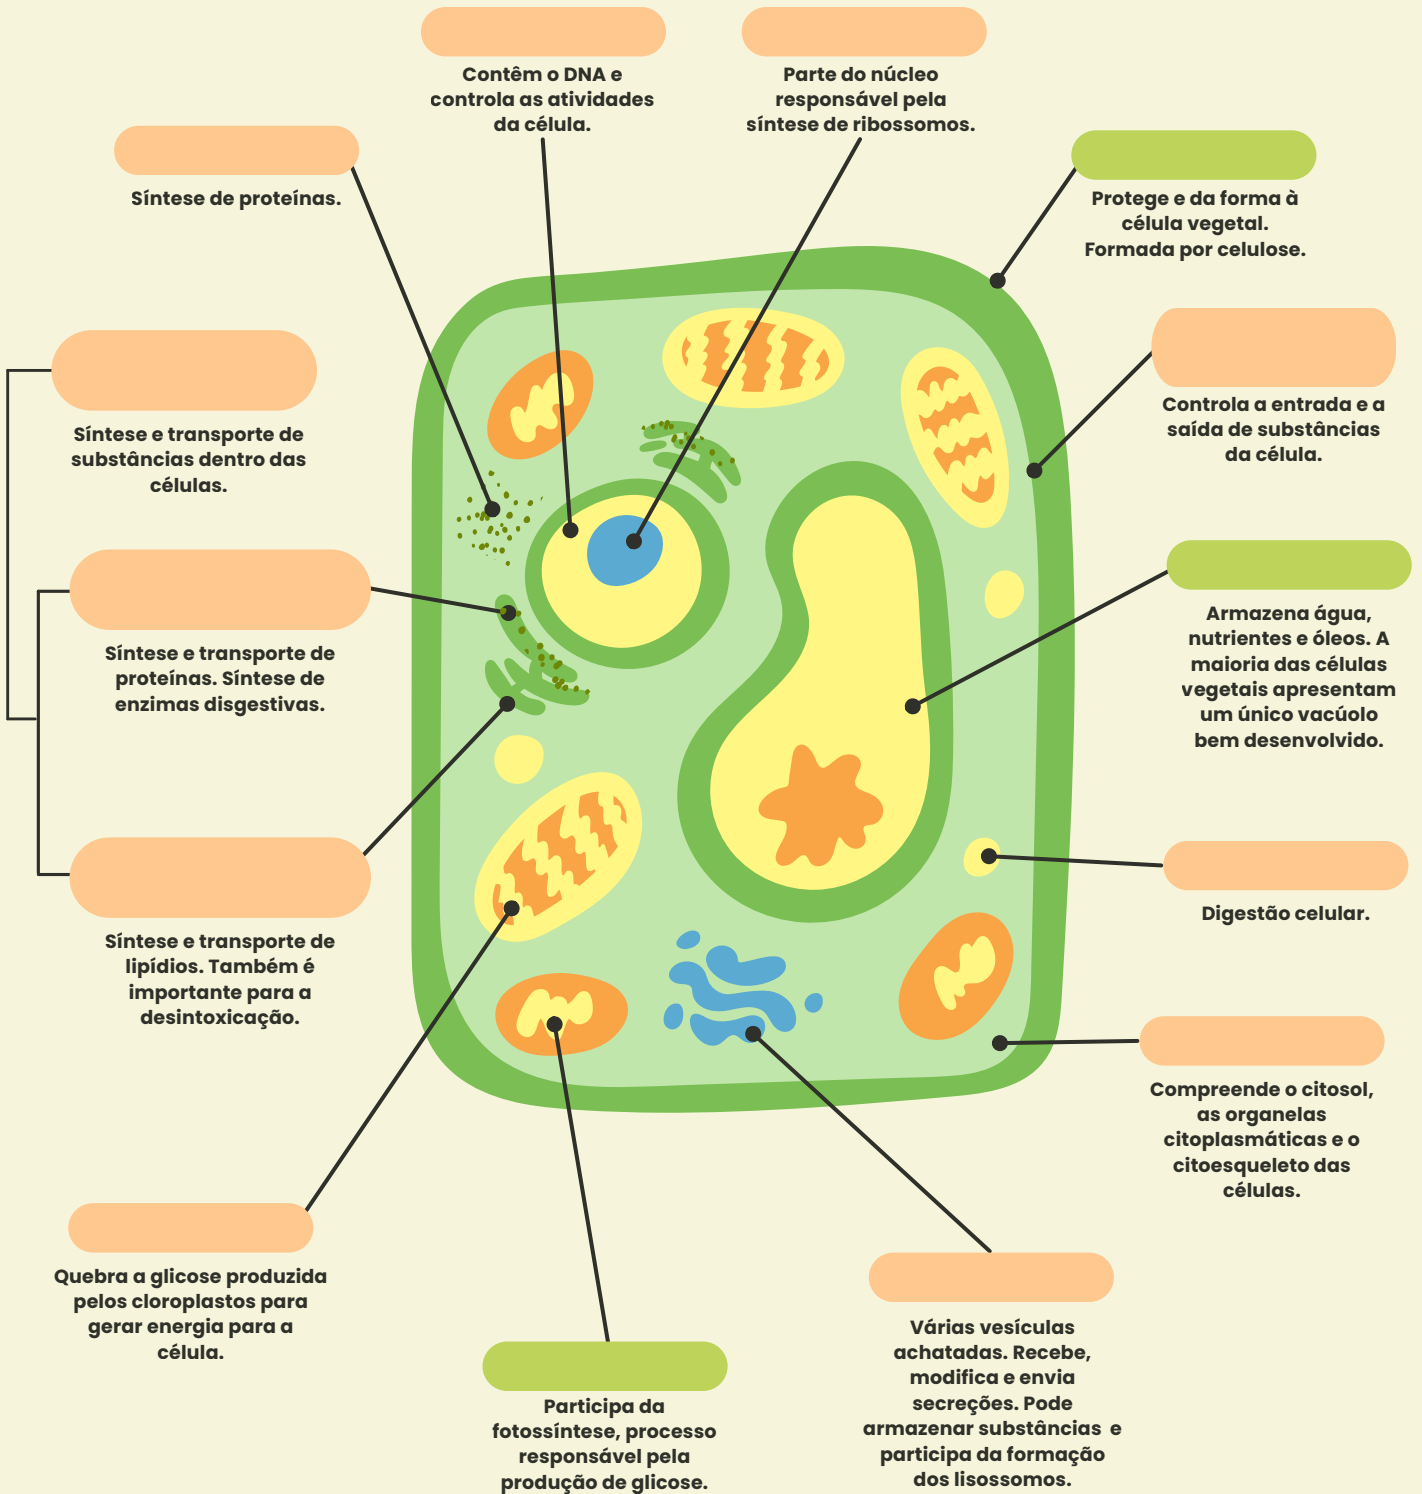 Contêm o DNA e
controla as atividades
da célula.
Parte do núcleo
responsável pela
síntese de ribossomos.
Síntese de proteínas.
Protege e da forma à
célula vegetal.
Formada por celulose.
Síntese e transporte de
substâncias dentro das
células.
Controla a entrada e a
saída de substâncias
da célula.
Síntese e transporte de
proteínas. Síntese de
enzimas disgestivas.
Armazena água,
nutrientes e óleos. A
maioria das células
vegetais apresentam
um único vacúolo
bem desenvolvido.
Síntese e transporte de
lipídios. Também é
importante para a
desintoxicação.
Digestão celular.
Compreende o citosol,
as organelas
citoplasmáticas e o
citoesqueleto das
células.
Quebra a glicose produzida
pelos cloroplastos para
gerar energia para a
célula.
Participa da
fotossíntese, processo
responsável pela
produção de glicose.
Várias vesículas
achatadas. Recebe,
modifica e envia
secreções. Pode
armazenar substâncias e
participa da formação
dos lisossomos.